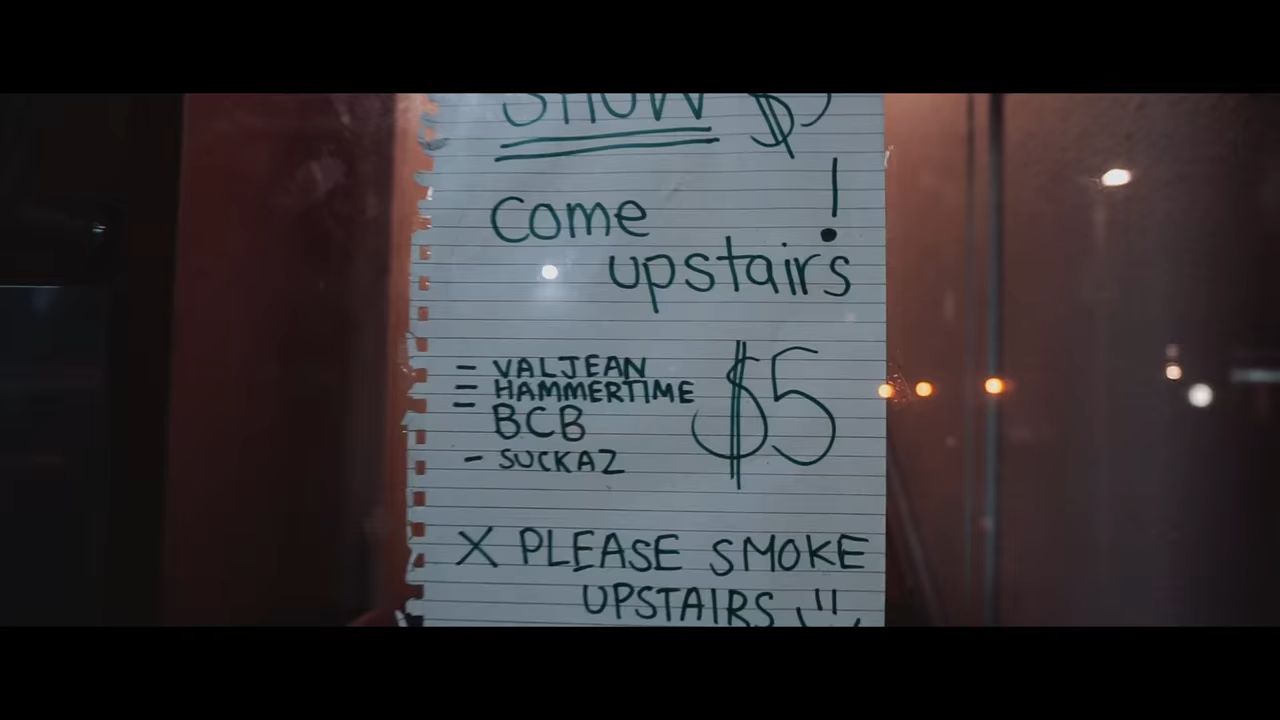 SHOW $
Come !
upstairs
- VALJEAN
- HAMMERTIME
- BCB
- SUCKAZ
$5
X PLEASE SMOKE
UPSTAIRS